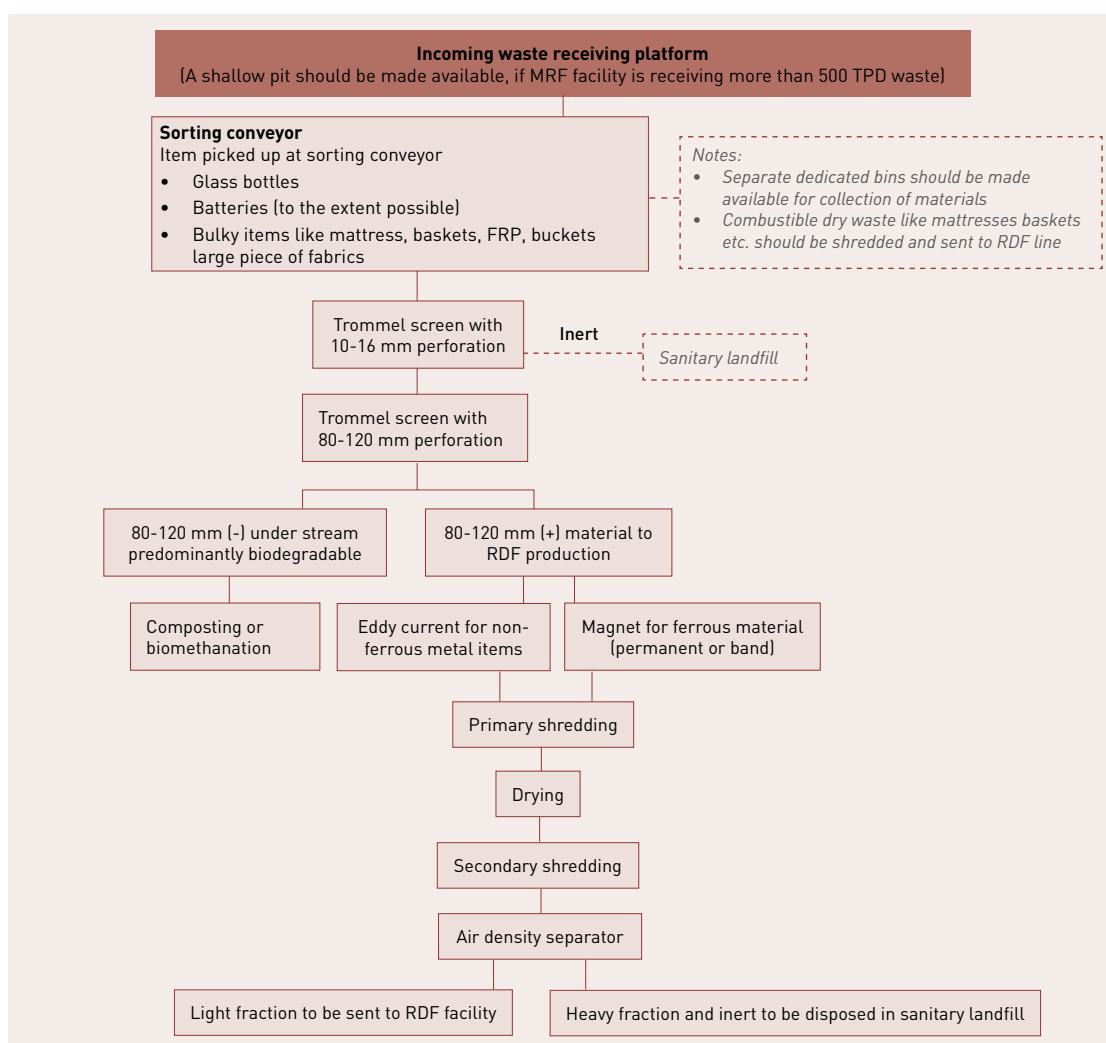 Incoming waste receiving platform
(A shallow pit should be made available, if MRF facility is receiving more than 500 TPD waste)
Sorting conveyor
Item picked up at sorting conveyor
• Glass bottles
• Batteries (to the extent possible)
• Bulky items like mattress, baskets, FRP, buckets
large piece of fabrics
Notes:
• Separate dedicated bins should be made
available for collection of materials
• Combustible dry waste like mattresses baskets
etc. should be shredded and sent to RDF line
Trommel screen with
10-16 mm perforation
Inert
Sanitary landfill
Trommel screen with
80-120 mm perforation
80-120 mm (-) under stream
predominantly biodegradable
80-120 mm (+) material to
RDF production
Composting or
biomethanation
Eddy current for non-
ferrous metal items
Magnet for ferrous material
(permanent or band)
Primary shredding
Drying
Secondary shredding
Air density separator
Light fraction to be sent to RDF facility
Heavy fraction and inert to be disposed in sanitary landfill